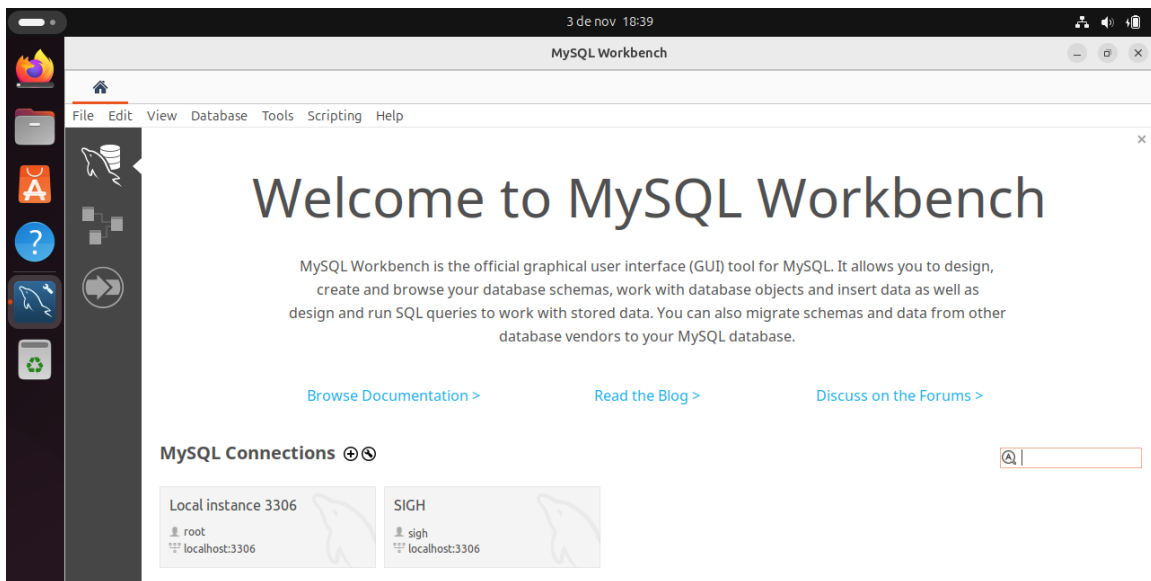 3 de nov 18:39
MySQL Workbench
File Edit View Database Tools Scripting Help
Welcome to MySQL Workbench
MySQL Workbench is the official graphical user interface (GUI) tool for MySQL. It allows you to design,
create and browse your database schemas, work with database objects and insert data as well as
design and run SQL queries to work with stored data. You can also migrate schemas and data from other
database vendors to your MySQL database.
Browse Documentation > Read the Blog > Discuss on the Forums >
MySQL Connections
Local instance 3306
root
localhost:3306
SIGH
sigh
localhost:3306